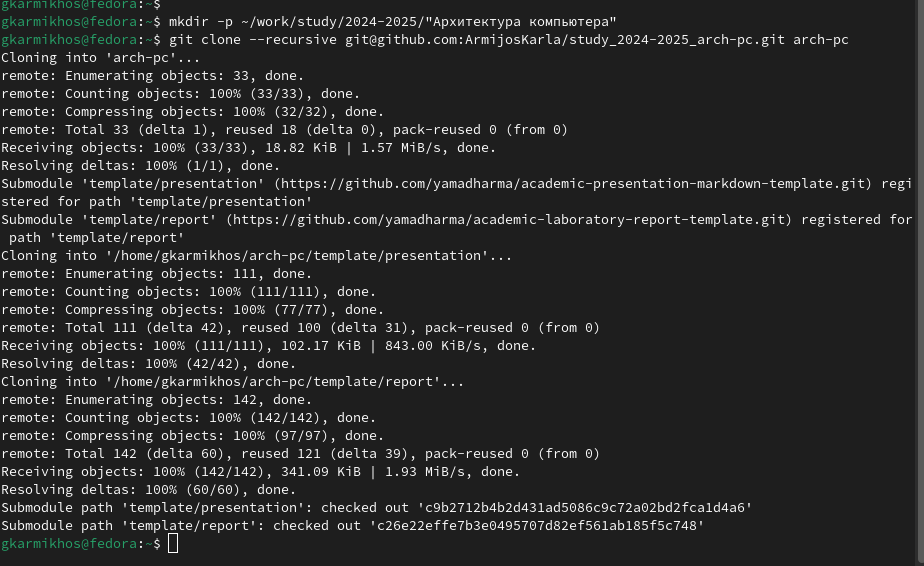 gkarmikhos@fedora:~$
gkarmikhos@fedora:~$ mkdir -p ~/work/study/2024-2025/"Архитектура компьютера"
gkarmikhos@fedora:~$ git clone --recursive git@github.com:ArmijosKarla/study_2024-2025_arch-pc.git arch-pc
Cloning into 'arch-pc'...
remote: Enumerating objects: 33, done.
remote: Counting objects: 100% (33/33), done.
remote: Compressing objects: 100% (32/32), done.
remote: Total 33 (delta 1), reused 18 (delta 0), pack-reused 0 (from 0)
Receiving objects: 100% (33/33), 18.82 KiB | 1.57 MiB/s, done.
Resolving deltas: 100% (1/1), done.
Submodule 'template/presentation' (https://github.com/yamadharma/academic-presentation-markdown-template.git) regi
stered for path 'template/presentation'
Submodule 'template/report' (https://github.com/yamadharma/academic-laboratory-report-template.git) registered for
 path 'template/report'
Cloning into '/home/gkarmikhos/arch-pc/template/presentation'...
remote: Enumerating objects: 111, done.
remote: Counting objects: 100% (111/111), done.
remote: Compressing objects: 100% (77/77), done.
remote: Total 111 (delta 42), reused 100 (delta 31), pack-reused 0 (from 0)
Receiving objects: 100% (111/111), 102.17 KiB | 843.00 KiB/s, done.
Resolving deltas: 100% (42/42), done.
Cloning into '/home/gkarmikhos/arch-pc/template/report'...
remote: Enumerating objects: 142, done.
remote: Counting objects: 100% (142/142), done.
remote: Compressing objects: 100% (97/97), done.
remote: Total 142 (delta 60), reused 121 (delta 39), pack-reused 0 (from 0)
Receiving objects: 100% (142/142), 341.09 KiB | 1.93 MiB/s, done.
Resolving deltas: 100% (60/60), done.
Submodule path 'template/presentation': checked out 'c9b2712b4b2d431ad5086c9c72a02bd2fca1d4a6'
Submodule path 'template/report': checked out 'c26e22effe7b3e0495707d82ef561ab185f5c748'
gkarmikhos@fedora:~$